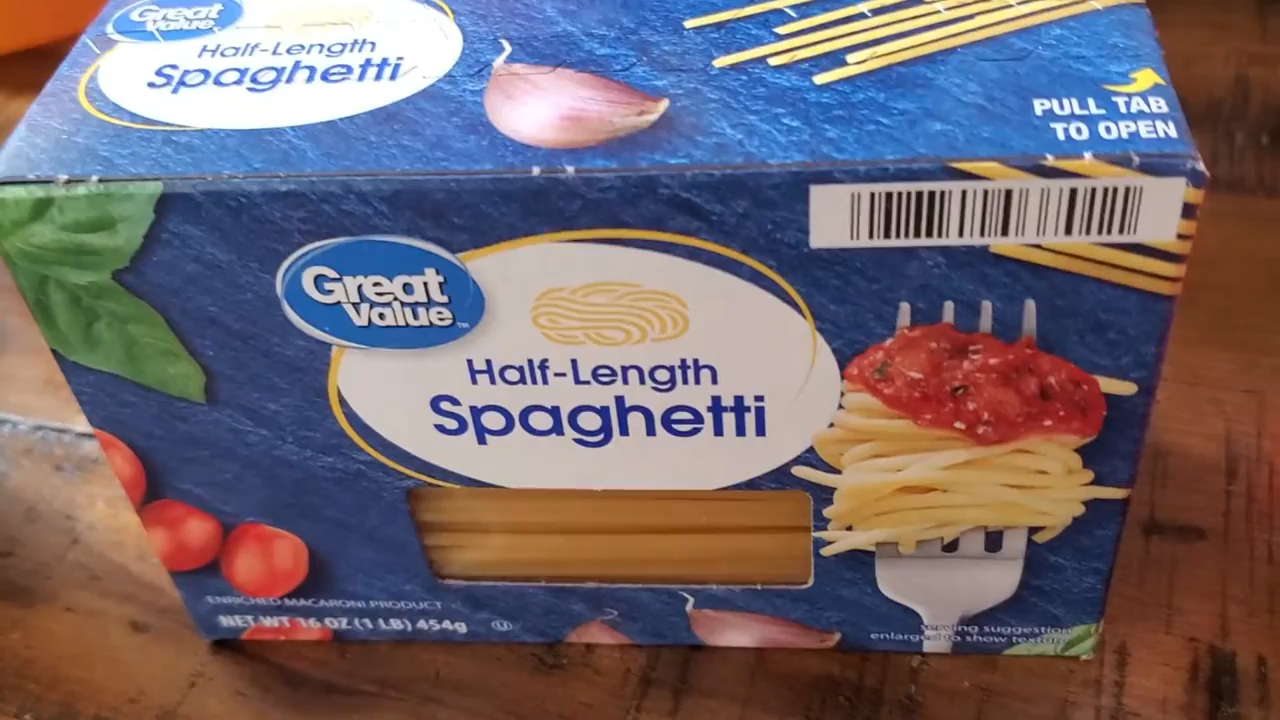 Great
Value
Half-Length
Spaghetti
PULL TAB
TO OPEN
Great
Value™
Half-Length
Spaghetti
ENRICHED MACARONI PRODUCT
NET WT 16 OZ (1 LB) 454g
U
serving suggestion
enlarged to show texture